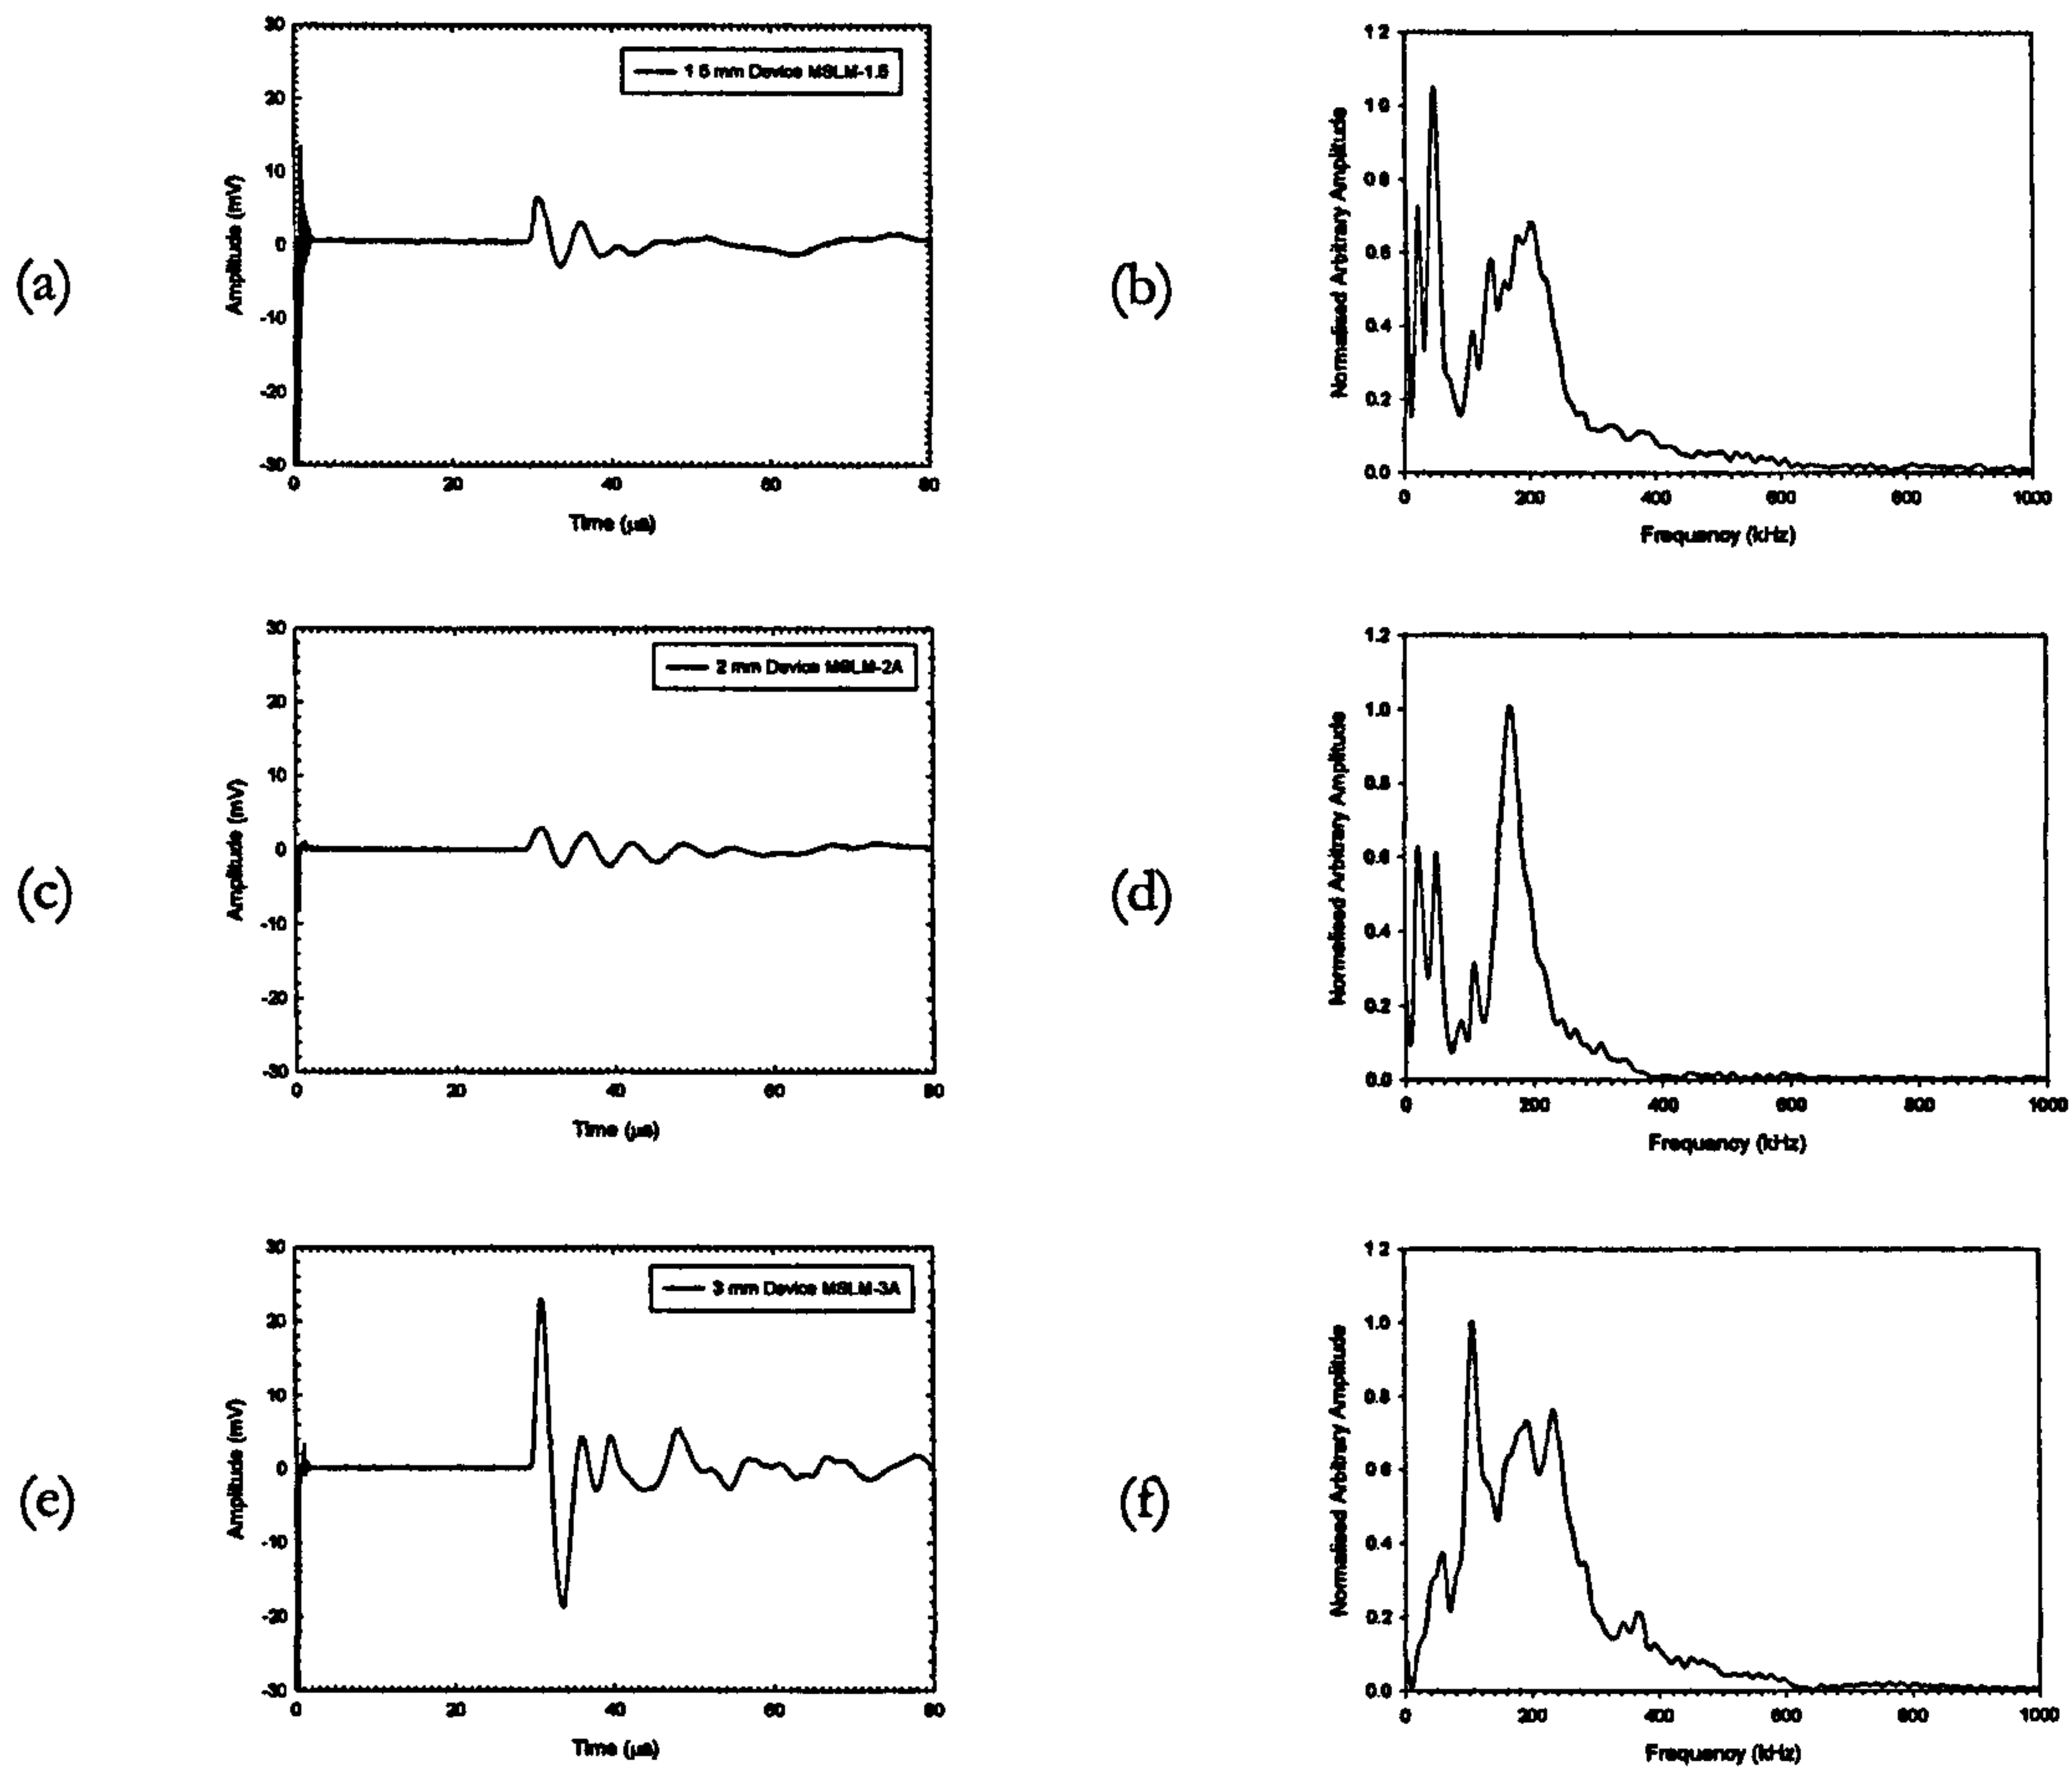 (a)
30
20
10
0
-10
-20
-30
Amplitude (mV)
1.5 mm Device MSLM-1.5
0 20 40 60 80
Time (µs)
(b)
1.2
1.0
0.8
0.6
0.4
0.2
0.0
Normalised Arbitrary Amplitude
0 200 400 600 800 1000
Frequency (kHz)
(c)
30
20
10
0
-10
-20
-30
Amplitude (mV)
2 mm Device MSLM-2A
0 20 40 60 80
Time (µs)
(d)
1.2
1.0
0.8
0.6
0.4
0.2
0.0
Normalised Arbitrary Amplitude
0 200 400 600 800 1000
Frequency (kHz)
(e)
30
20
10
0
-10
-20
-30
Amplitude (mV)
3 mm Device MSLM-3A
0 20 40 60 80
Time (µs)
(f)
1.2
1.0
0.8
0.6
0.4
0.2
0.0
Normalised Arbitrary Amplitude
0 200 400 600 800 1000
Frequency (kHz)